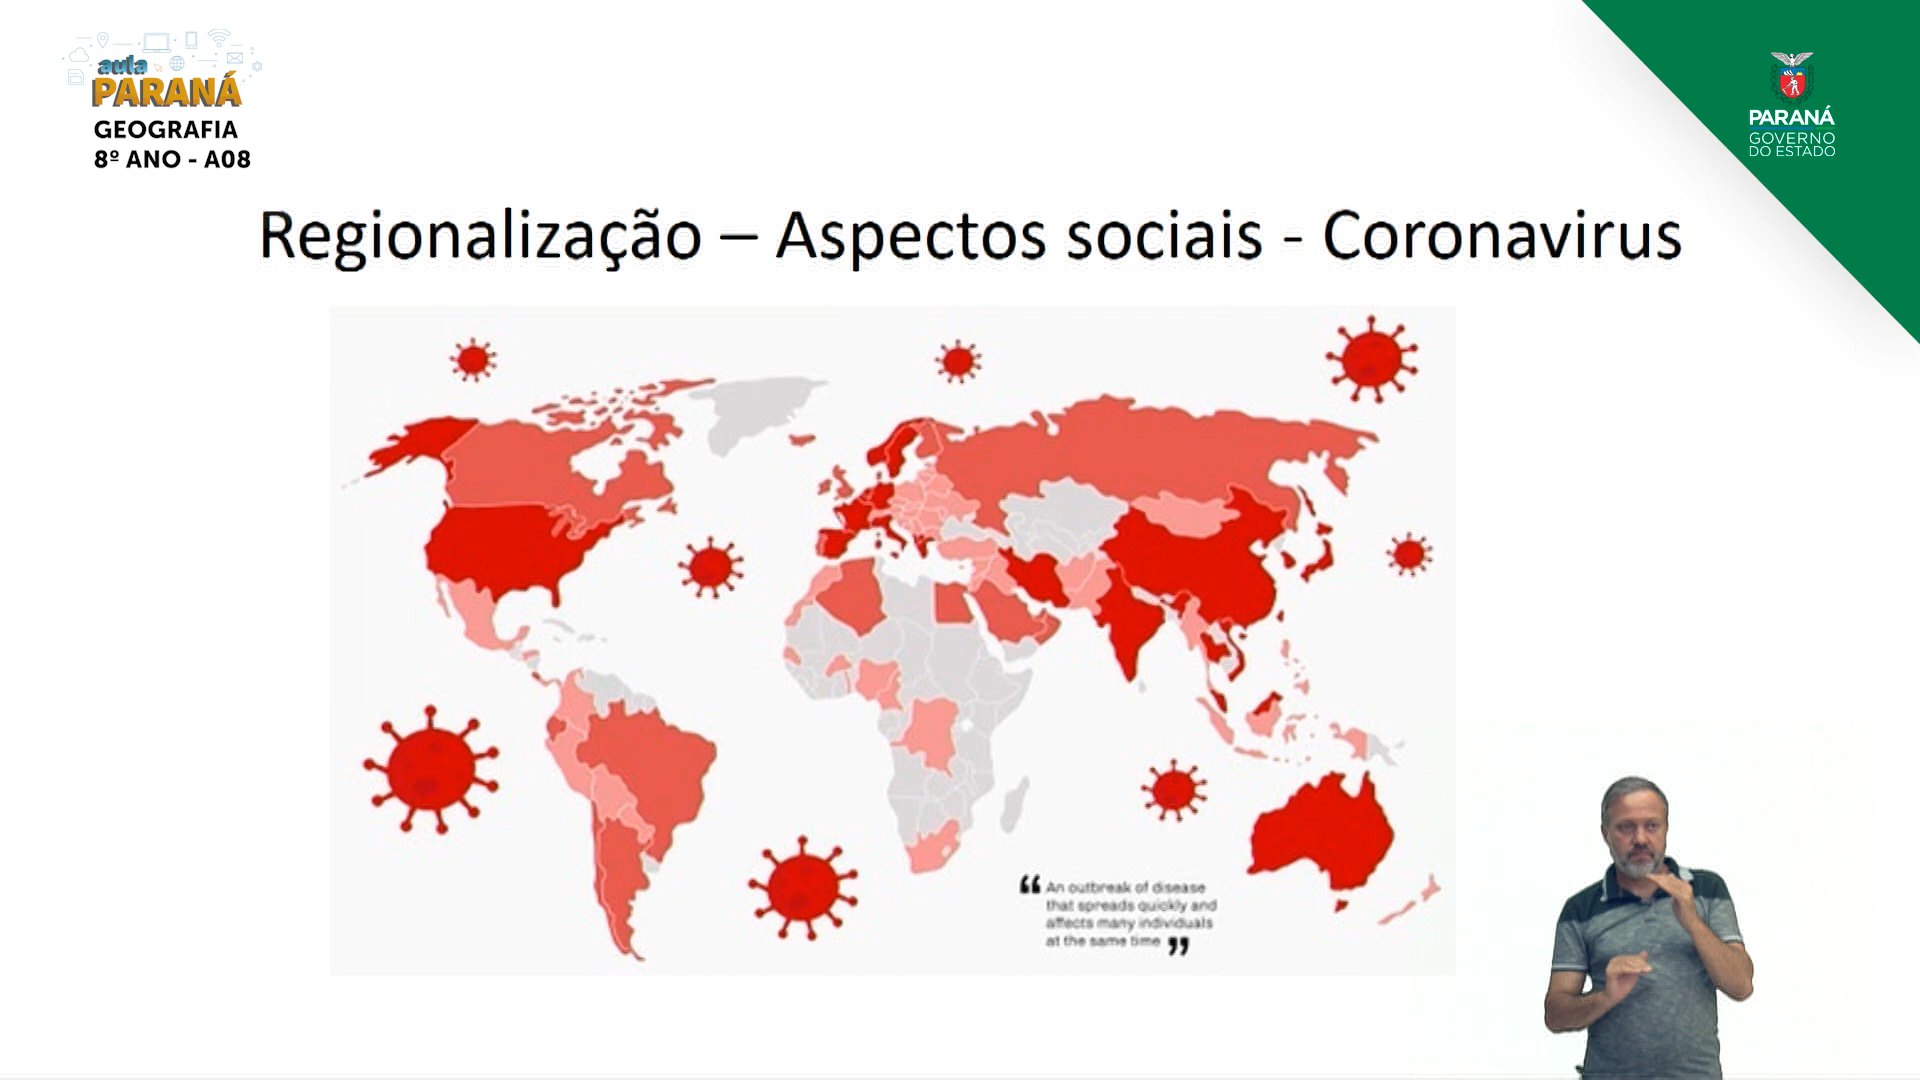 aula
PARANÁ
GEOGRAFIA
8º ANO - A08
PARANÁ
GOVERNO
DO ESTADO
Regionalização – Aspectos sociais - Coronavirus
“ An outbreak of disease
that spreads quickly and
affects many individuals
at the same time ”